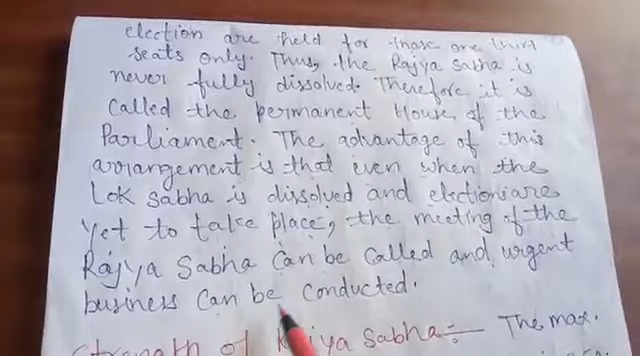 election are held for those one third
seats only. Thus, the Rajya Sabha is
never fully dissolved. Therefore it is
called the permanent House of the
Parliament. The advantage of this
arrangement is that even when the
Lok Sabha is dissolved and election are
yet to take place, the meeting of the
Rajya Sabha can be called and urgent
business can be conducted.
Strength of Rajya Sabha:- The max.